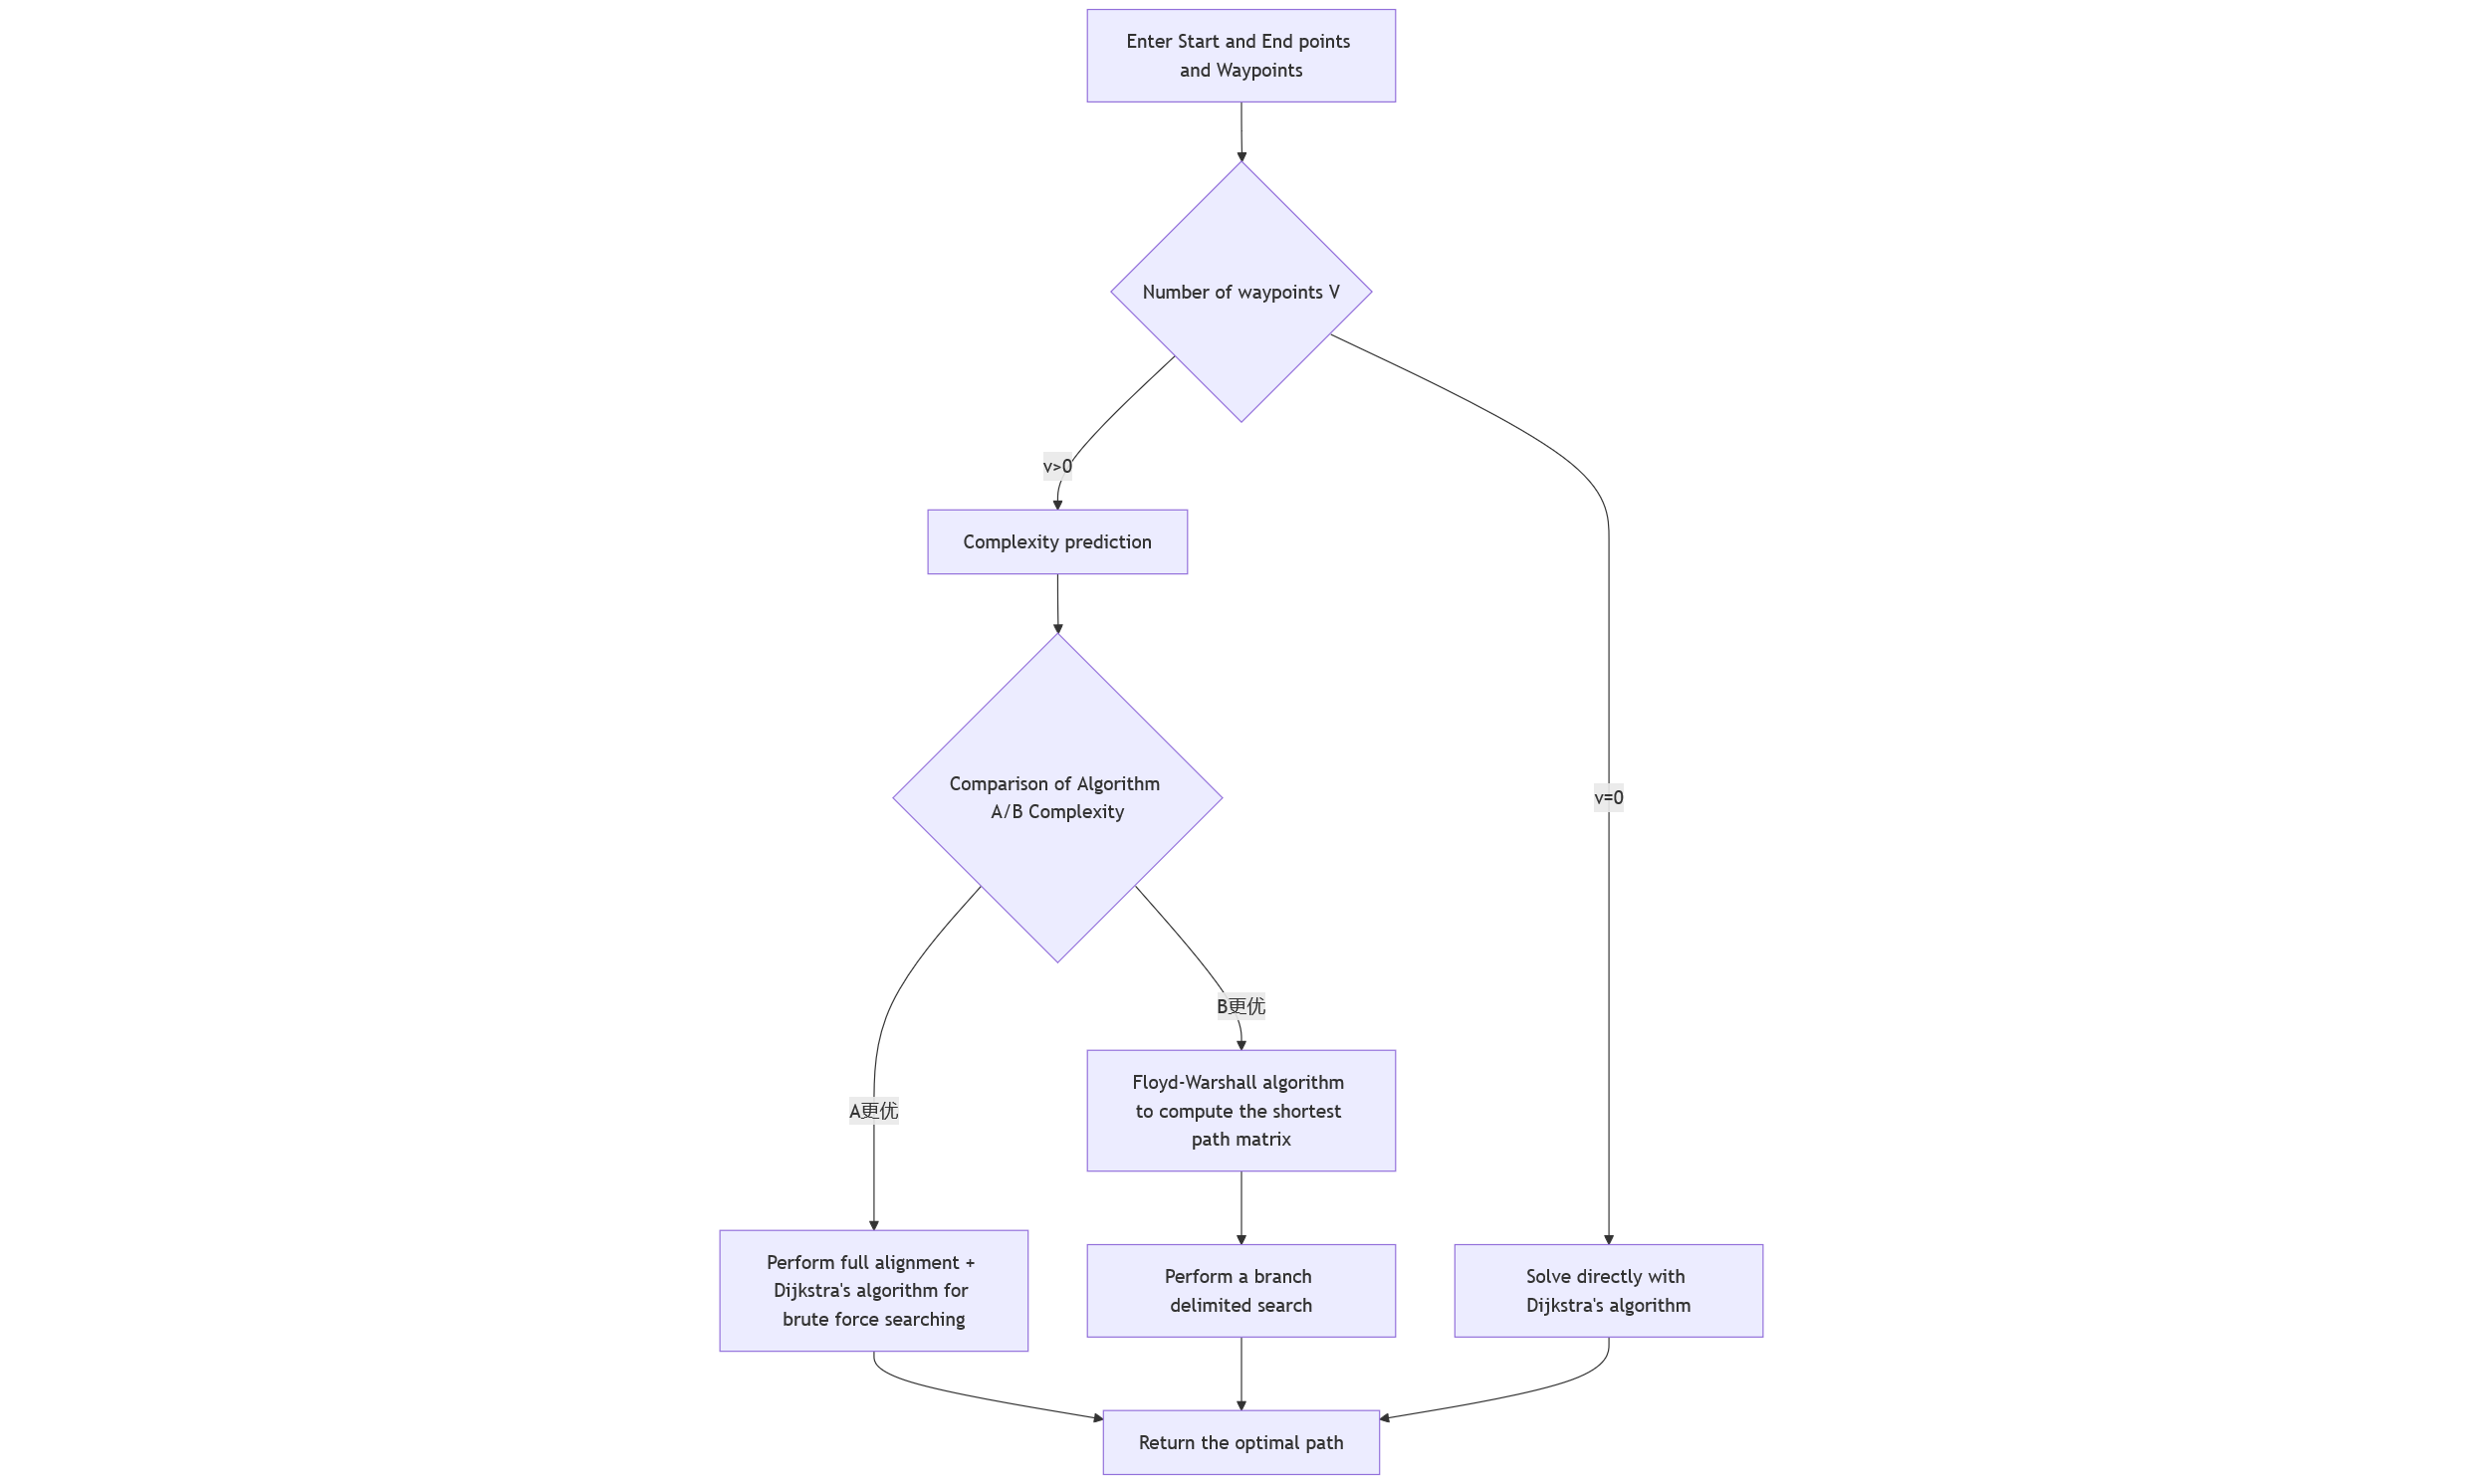 Enter Start and End points
and Waypoints
Number of waypoints V
v>0
Complexity prediction
Comparison of Algorithm
A/B Complexity
v=0
B更优
A更优
Floyd-Warshall algorithm
to compute the shortest
path matrix
Perform full alignment +
Dijkstra's algorithm for
brute force searching
Perform a branch
delimited search
Solve directly with
Dijkstra's algorithm
Return the optimal path